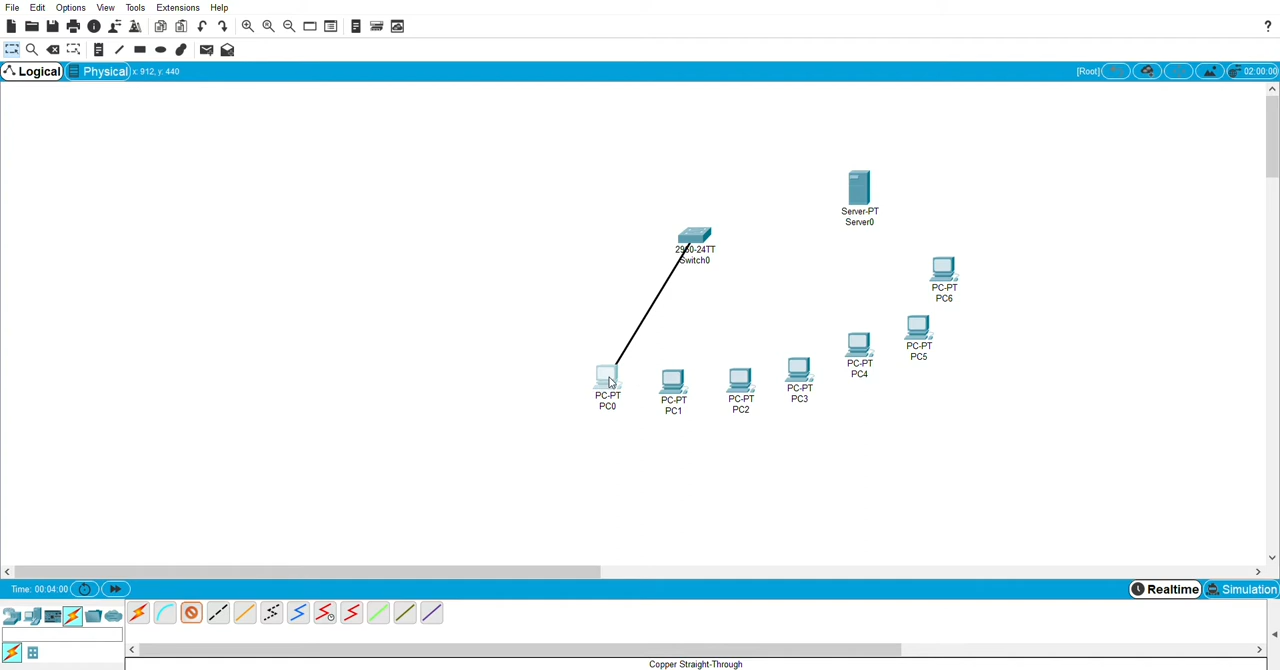 File Edit Options View Tools Extensions Help
?
Logical Physical x: 912, y: 440 [Root] 02:00:00
Server-PT
Server0
2960-24TT
Switch0
PC-PT
PC6
PC-PT
PC5
PC-PT
PC4
PC-PT
PC3
PC-PT
PC2
PC-PT
PC1
PC-PT
PC0
Time: 00:04:00 Realtime Simulation
Copper Straight-Through